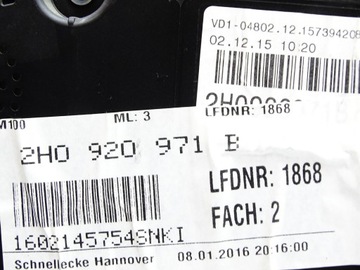 VD1-04802.12.157394208
02.12.15 10:20
LFDNR: 1868
M100
ML: 3
2H0 920 971 B
LFDNR: 1868
FACH: 2
1602145754SNKI
Schnellecke Hannover
08.01.2016 20:16:00